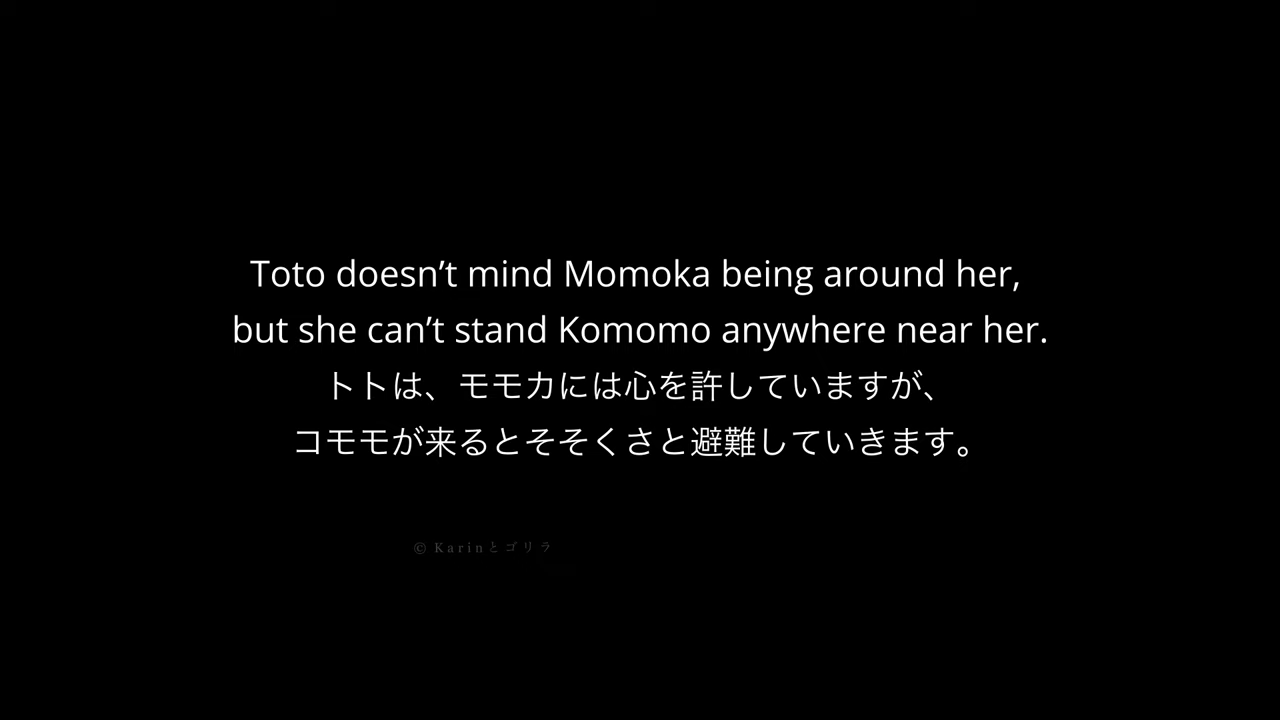 Toto doesn’t mind Momoka being around her,
but she can’t stand Komomo anywhere near her.
トトは、モモカには心を許していますが、
コモモが来るとそそくさと避難していきます。
© Karinとゴリラ